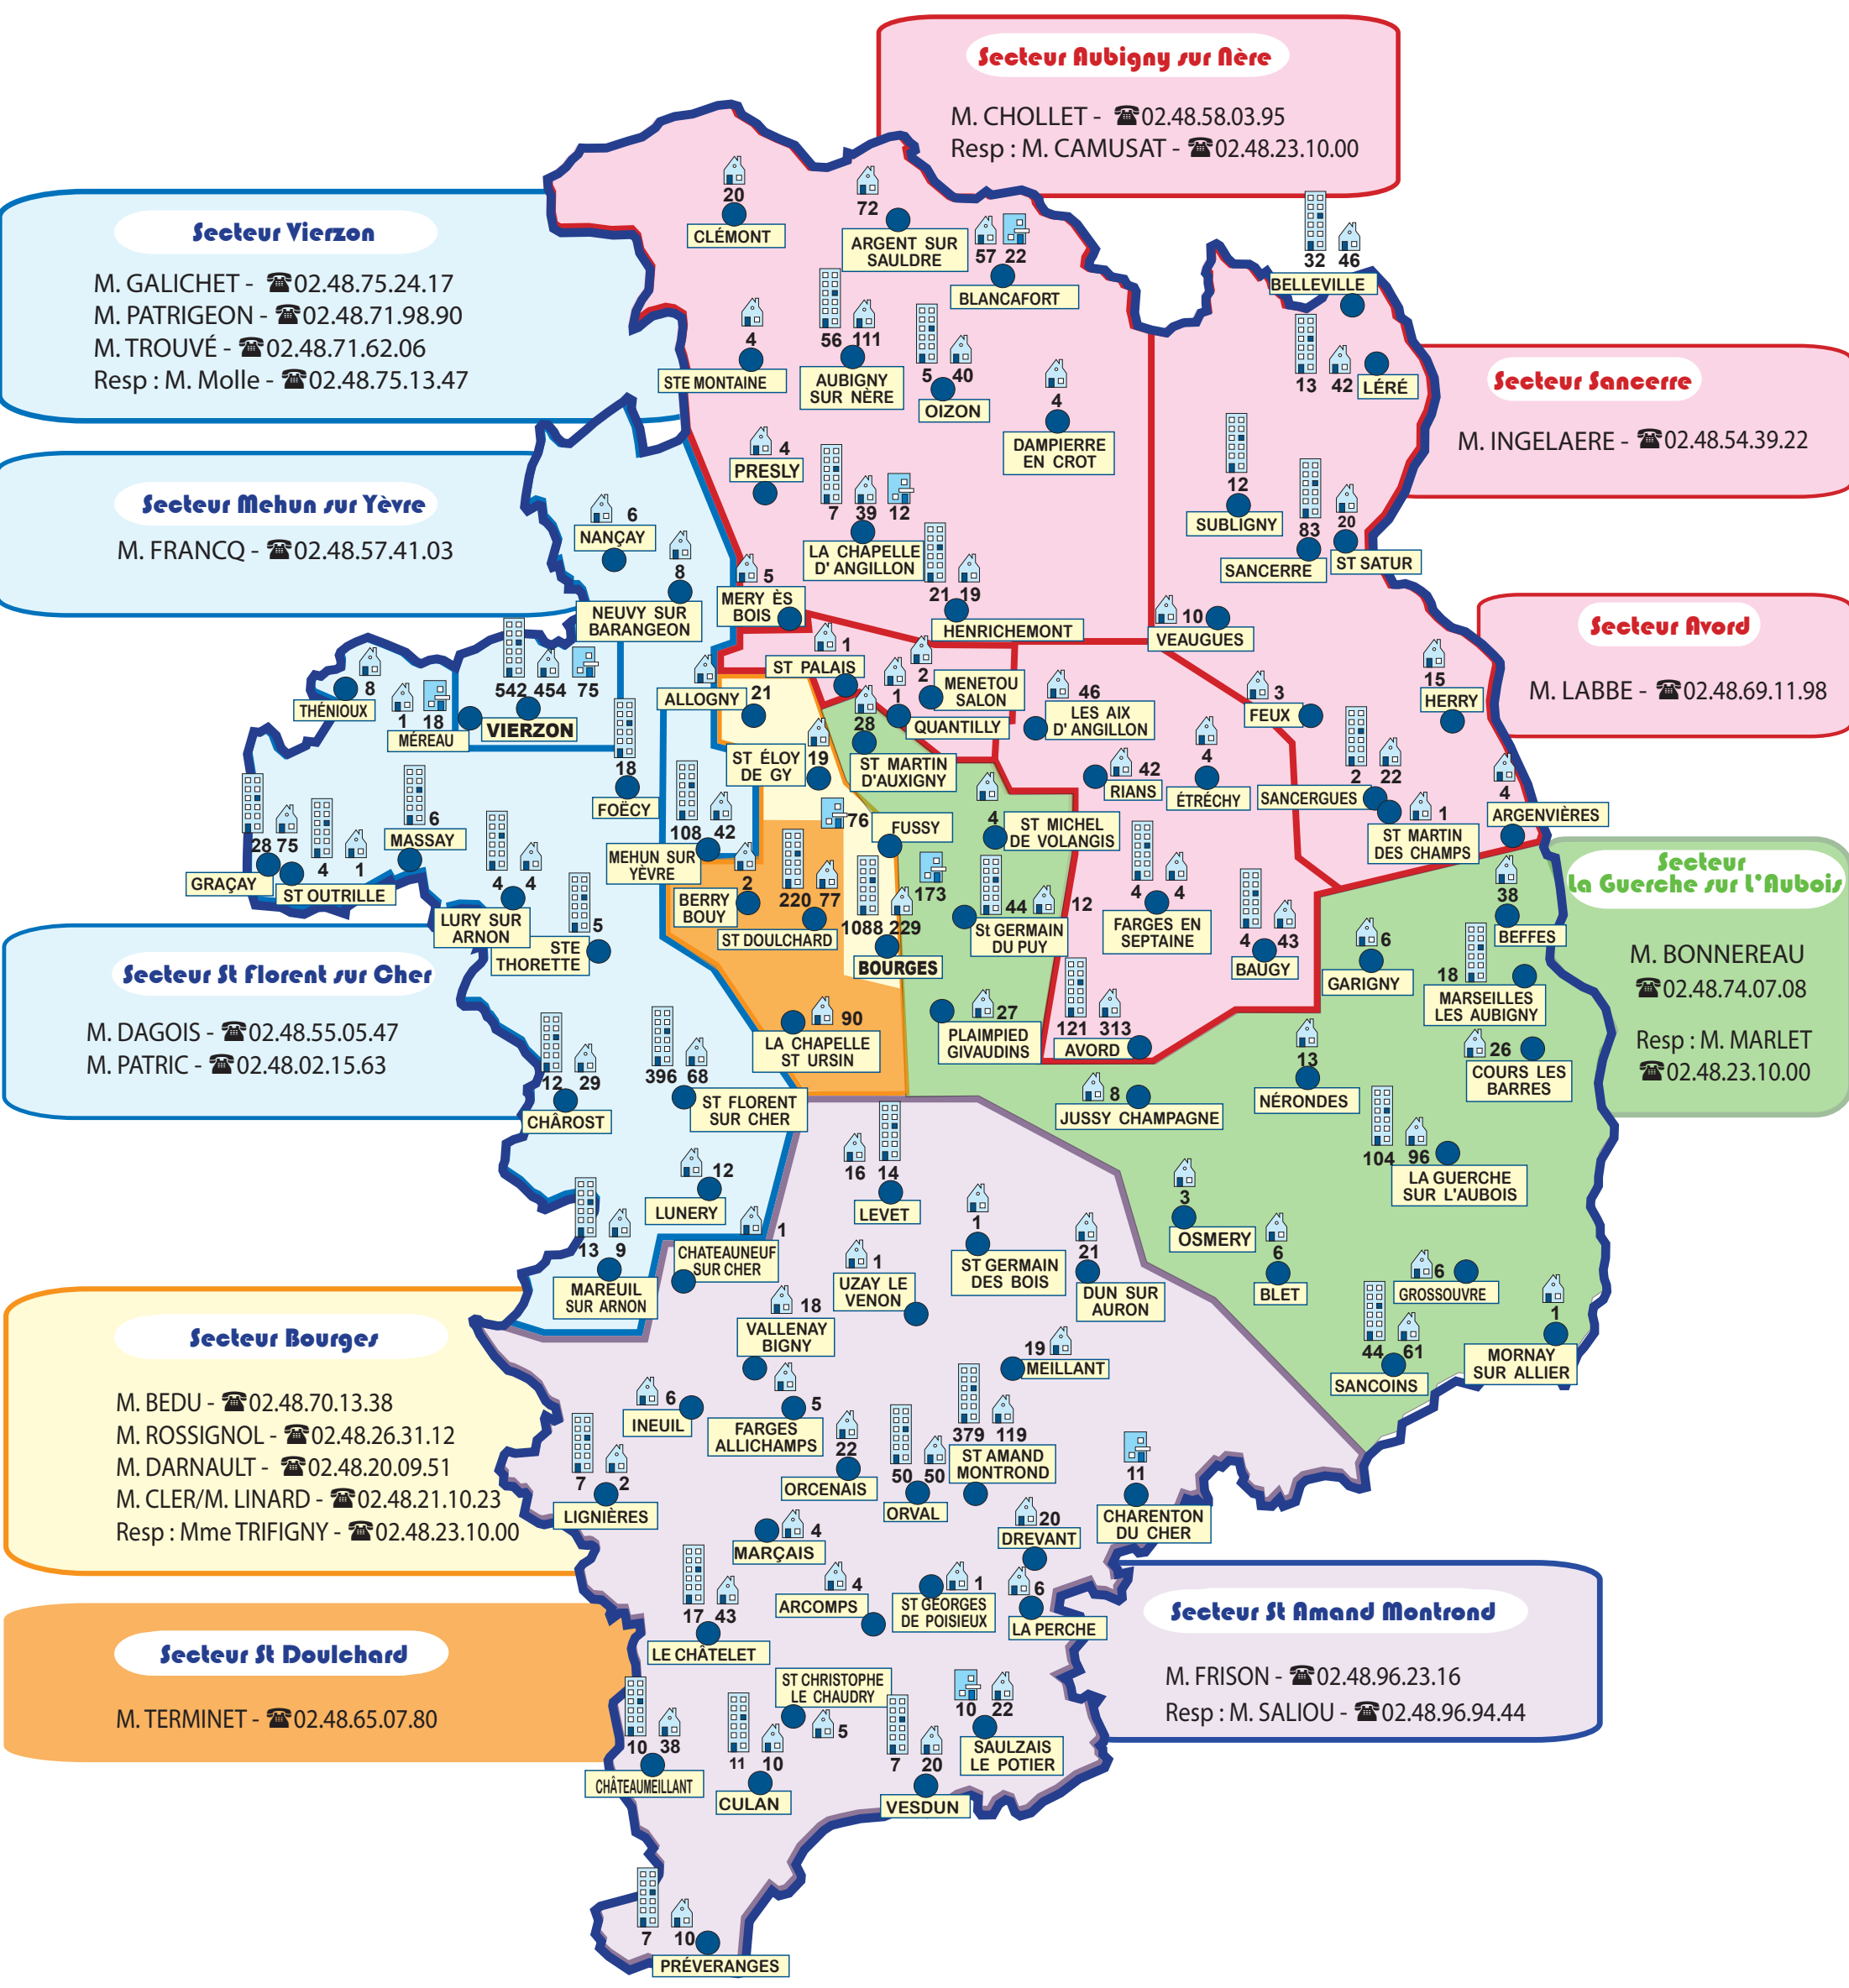 Secteur Aubigny sur Nère
M. CHOLLET - ☎02.48.58.03.95
Resp : M. CAMUSAT - ☎02.48.23.10.00
Secteur Vierzon
M. GALICHET - ☎02.48.75.24.17
M. PATRIGEON - ☎02.48.71.98.90
M. TROUVÉ - ☎02.48.71.62.06
Resp : M. Molle - ☎02.48.75.13.47
Secteur Mehun sur Yèvre
M. FRANCQ - ☎02.48.57.41.03
Secteur St Florent sur Cher
M. DAGOIS - ☎02.48.55.05.47
M. PATRIC - ☎02.48.02.15.63
Secteur Bourges
M. BEDU - ☎02.48.70.13.38
M. ROSSIGNOL - ☎02.48.26.31.12
M. DARNAULT - ☎02.48.20.09.51
M. CLER/M. LINARD - ☎02.48.21.10.23
Resp : Mme TRIFIGNY - ☎02.48.23.10.00
Secteur St Doulchard
M. TERMINET - ☎02.48.65.07.80
Secteur Sancerre
M. INGELAERE - ☎02.48.54.39.22
Secteur Avord
M. LABBE - ☎02.48.69.11.98
Secteur
La Guerche sur L'Aubois
M. BONNEREAU
☎02.48.74.07.08
Resp : M. MARLET
☎02.48.23.10.00
Secteur St Amand Montrond
M. FRISON - ☎02.48.96.23.16
Resp : M. SALIOU - ☎02.48.96.94.44
20
CLÉMONT
72
ARGENT SUR
SAULDRE
57 22
BLANCAFORT
32 46
BELLEVILLE
13 42
LÉRÉ
4
STE MONTAINE
56 111
AUBIGNY
SUR NÈRE
5 40
OIZON
4
DAMPIERRE
EN CROT
4
PRESLY
7 39 12
LA CHAPELLE
D' ANGILLON
12
SUBLIGNY
83
SANCERRE
20
ST SATUR
6
NANÇAY
8
NEUVY SUR
BARANGEON
5
MERY ÈS
BOIS
21 19
HENRICHEMONT
10
VEAUGUES
8
THÉNIOUX
1 18
MÉREAU
542 454 75
VIERZON
21
ALLOGNY
1
ST PALAIS
2
MENETOU
SALON
1
QUANTILLY
46
LES AIX
D' ANGILLON
3
FEUX
15
HERRY
18
FOËCY
19
ST ÉLOY
DE GY
28
ST MARTIN
D'AUXIGNY
42
RIANS
4
ÉTRÉCHY
2 22
SANCERGUES
1
ST MARTIN
DES CHAMPS
4
ARGENVIÈRES
28 75
GRAÇAY
4 1
ST OUTRILLE
6
MASSAY
4 4
LURY SUR
ARNON
5
STE
THORETTE
108 42
MEHUN SUR
YÈVRE
2
BERRY
BOUY
220 77
ST DOULCHARD
76
FUSSY
173
1088 229
BOURGES
4
ST MICHEL
DE VOLANGIS
44 12
St GERMAIN
DU PUY
4 4
FARGES EN
SEPTAINE
4 43
BAUGY
6
GARIGNY
38
BEFFES
18
MARSEILLES
LES AUBIGNY
90
LA CHAPELLE
ST URSIN
27
PLAIMPIED
GIVAUDINS
121 313
AVORD
13
NÉRONDES
26
COURS LES
BARRES
12 29
CHÂROST
396 68
ST FLORENT
SUR CHER
8
JUSSY CHAMPAGNE
104 96
LA GUERCHE
SUR L'AUBOIS
12
LUNERY
16 14
LEVET
3
OSMERY
13 9
MAREUIL
SUR ARNON
1
CHATEAUNEUF
SUR CHER
1
UZAY LE
VENON
1
ST GERMAIN
DES BOIS
21
DUN SUR
AURON
6
BLET
6
GROSSOUVRE
18
VALLENAY
BIGNY
19
MEILLANT
44 61
SANCOINS
1
MORNAY
SUR ALLIER
6
INEUIL
5
FARGES
ALLICHAMPS
22
ORCENAIS
50 50
ORVAL
379 119
ST AMAND
MONTROND
11
CHARENTON
DU CHER
7 2
LIGNIÈRES
4
MARÇAIS
20
DREVANT
17 43
LE CHÂTELET
4
ARCOMPS
1
ST GEORGES
DE POISIEUX
6
LA PERCHE
10 38
CHÂTEAUMEILLANT
11 10
CULAN
ST CHRISTOPHE
LE CHAUDRY
5
7 20
VESDUN
10 22
SAULZAIS
LE POTIER
7 10
PRÉVERANGES